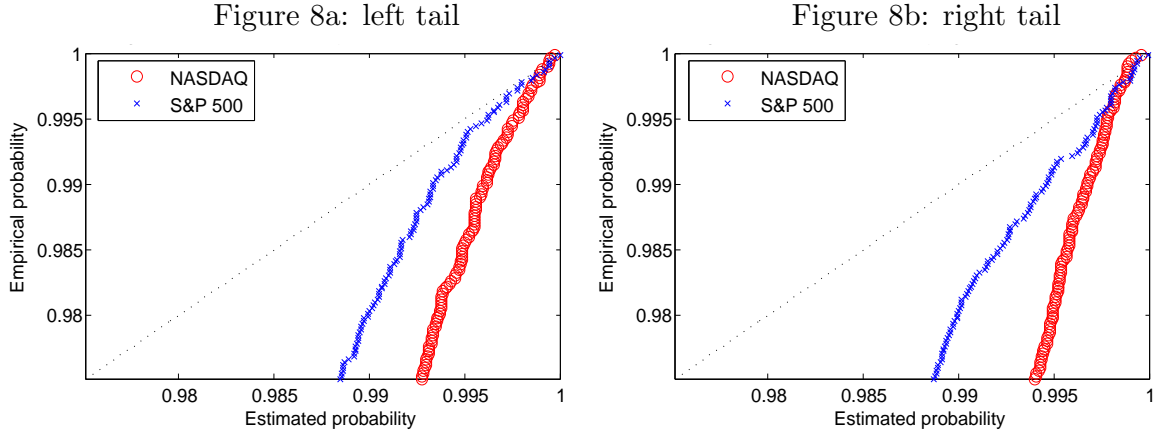 Figure 8a: left tail
1
0.995
0.99
0.985
0.98
Empirical probability
NASDAQ
S&P 500
0.98 0.985 0.99 0.995 1
Estimated probability
Figure 8b: right tail
1
0.995
0.99
0.985
0.98
Empirical probability
NASDAQ
S&P 500
0.98 0.985 0.99 0.995 1
Estimated probability